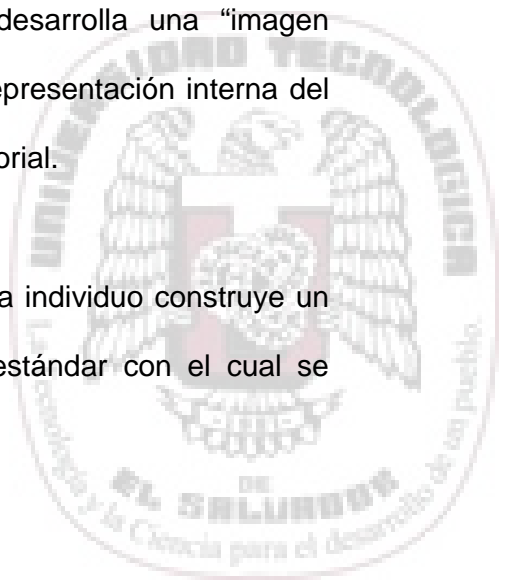 desarrolla una “imagen
epresentación interna del
orial.
a individuo construye un
estándar con el cual se
UNIVERSIDAD TECNOLOGICA
DE
EL SALVADOR
La Tecnología y la Ciencia para el desarrollo de un pueblo.